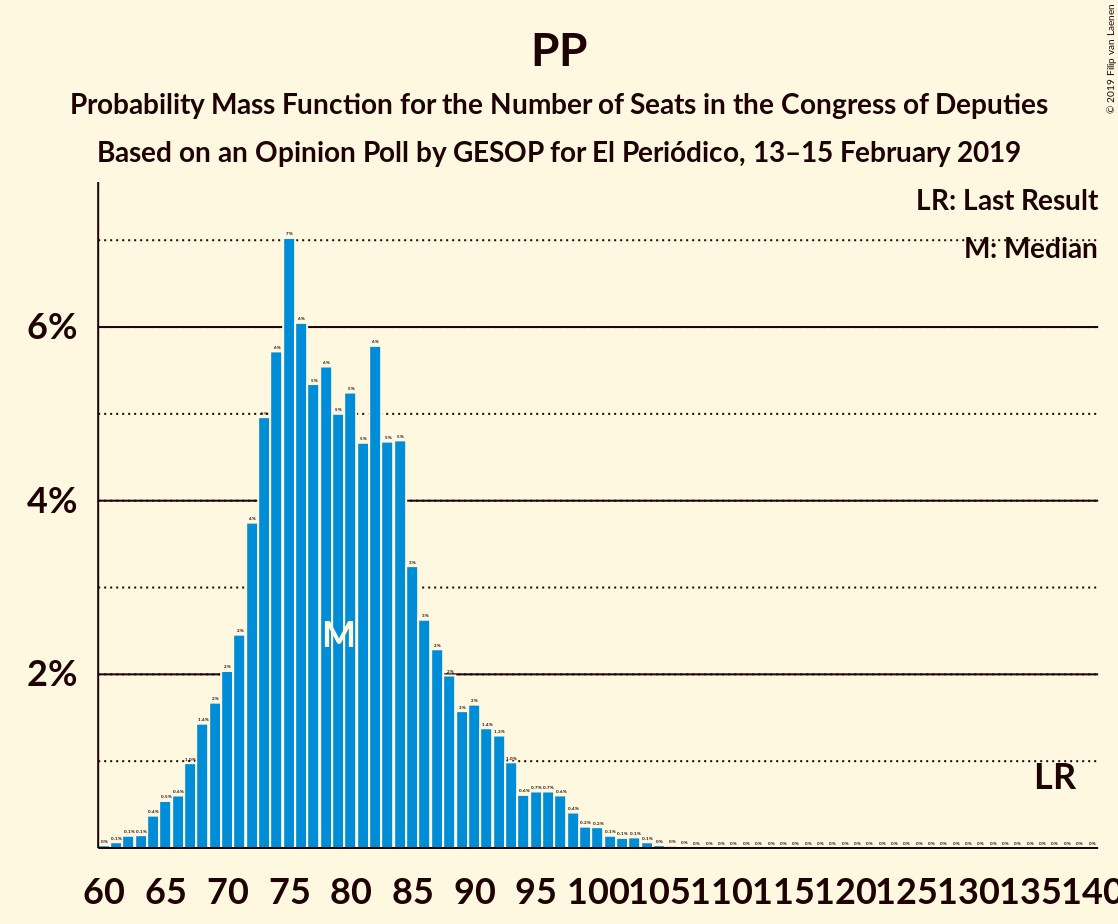 PP
Probability Mass Function for the Number of Seats in the Congress of Deputies
Based on an Opinion Poll by GESOP for El Periódico, 13–15 February 2019
© 2019 Filip van Laenen
LR: Last Result
M: Median
6%
4%
2%
M
LR
60 65 70 75 80 85 90 95 100 105 110 115 120 125 130 135 140